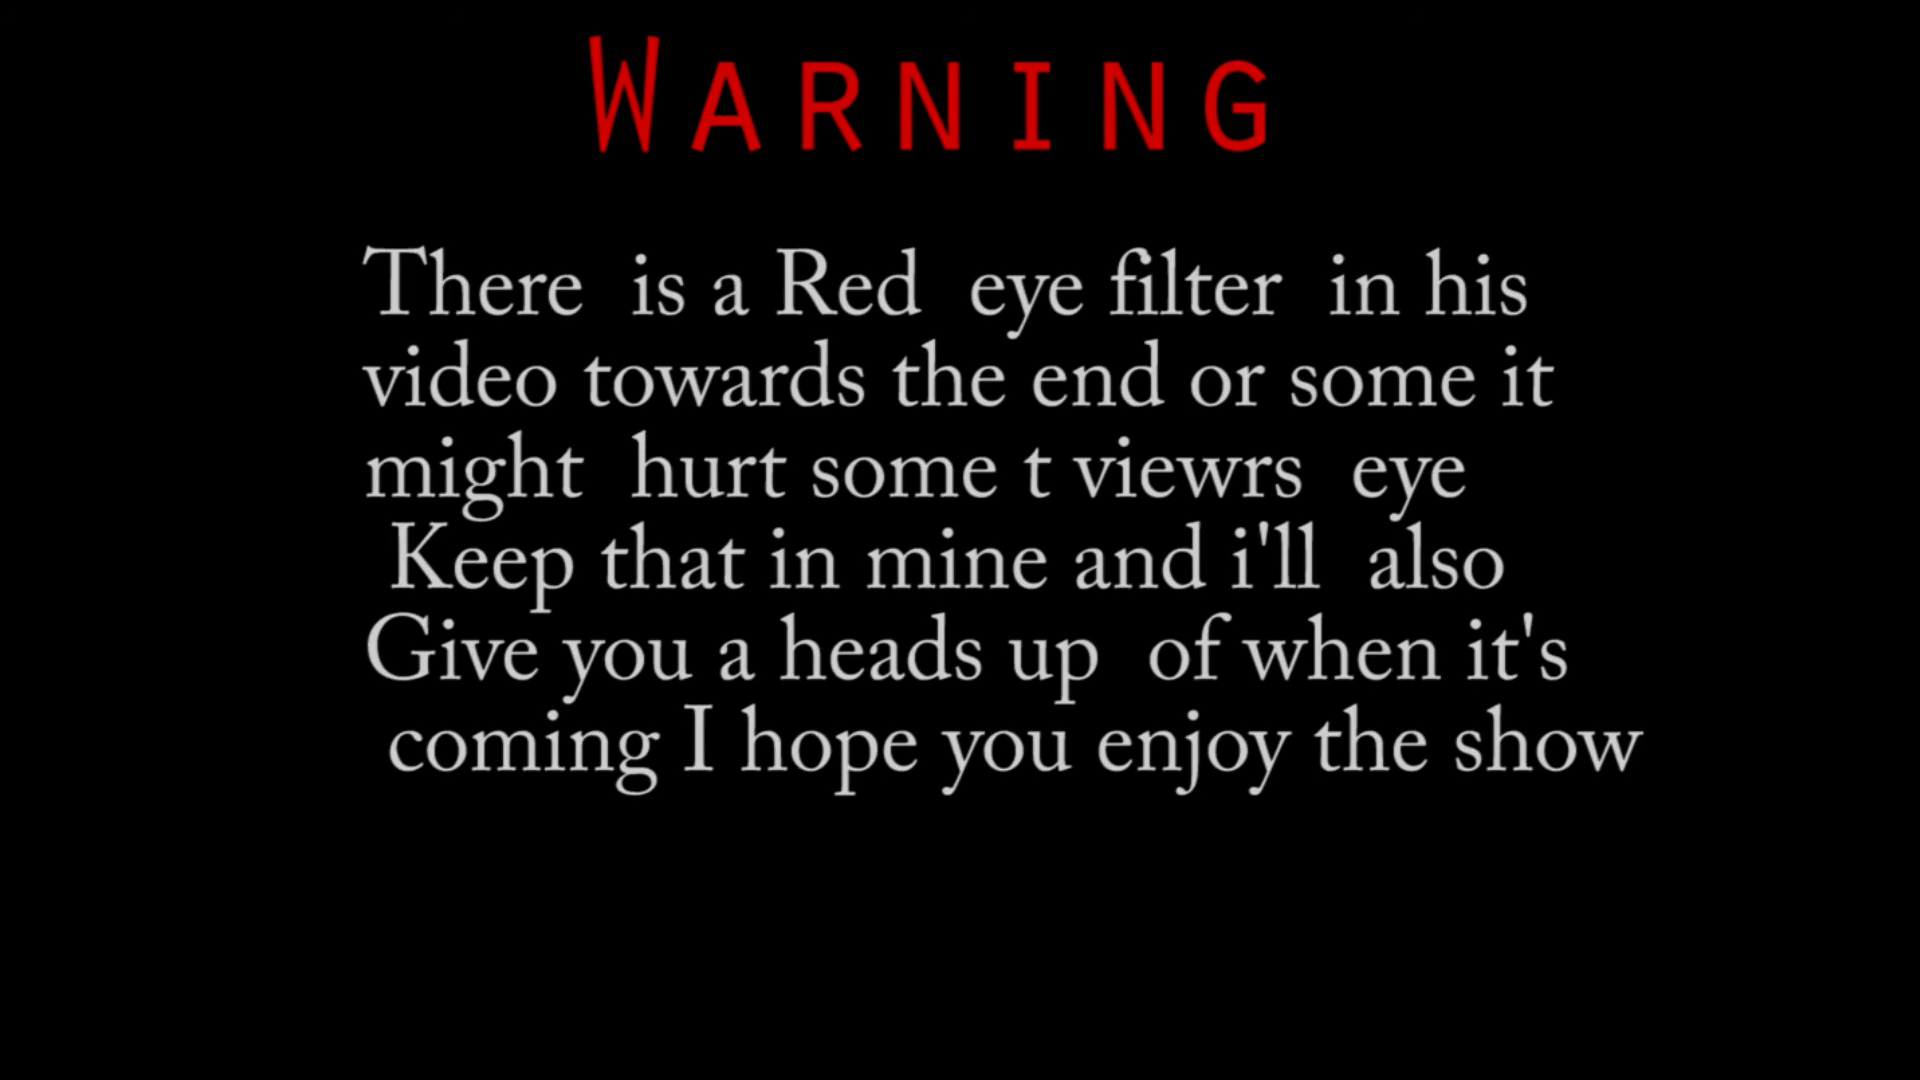 Warning
There is a Red eye filter in his
video towards the end or some it
might hurt some t viewrs eye
Keep that in mine and i'll also
Give you a heads up of when it's
coming I hope you enjoy the show